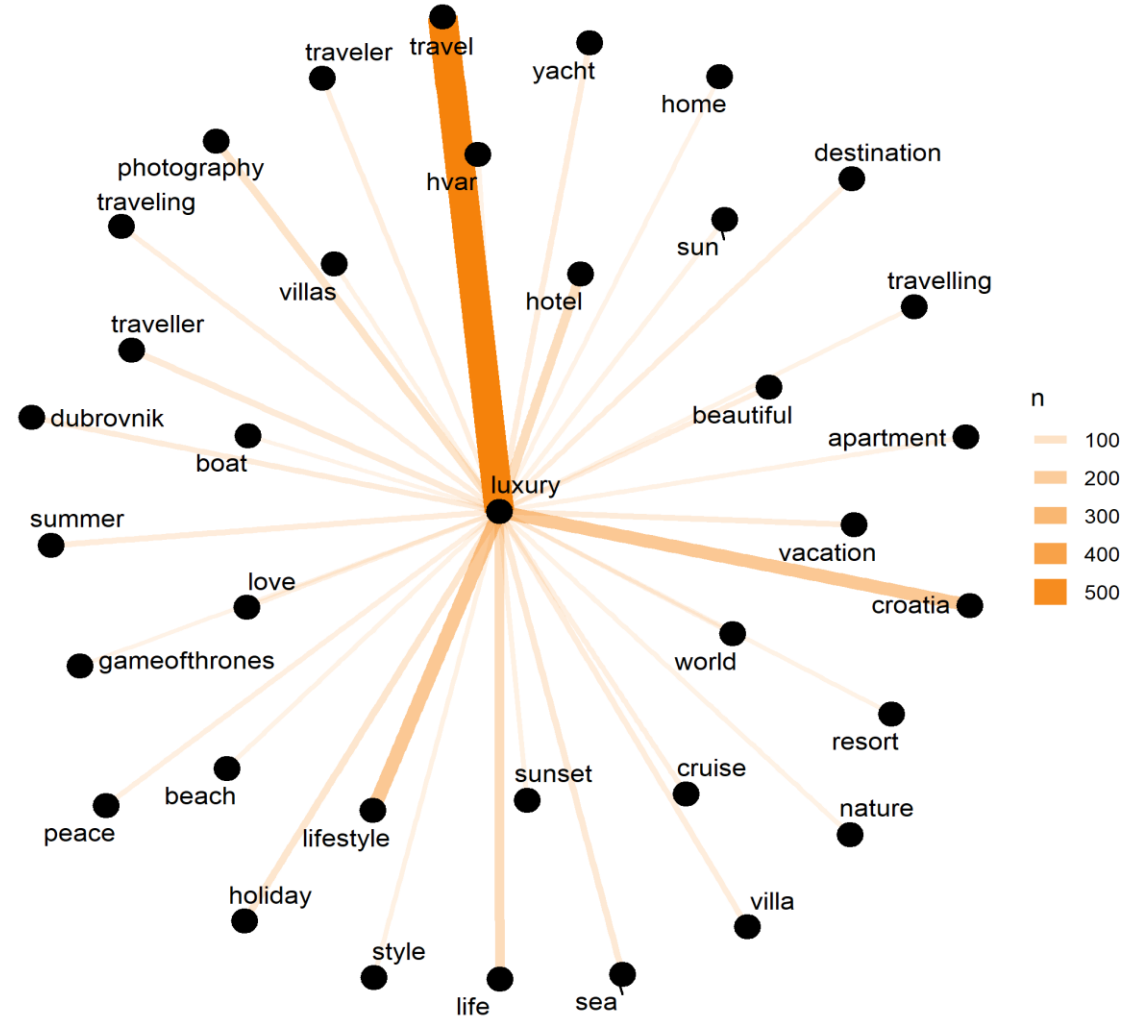 travel
traveler
yacht
home
photography
destination
hvar
traveling
sun
villas
hotel
travelling
traveller
beautiful
dubrovnik
apartment
boat
luxury
summer
vacation
love
croatia
gameofthrones
world
resort
beach
sunset
cruise
peace
lifestyle
nature
holiday
villa
style
life
sea
n
100
200
300
400
500